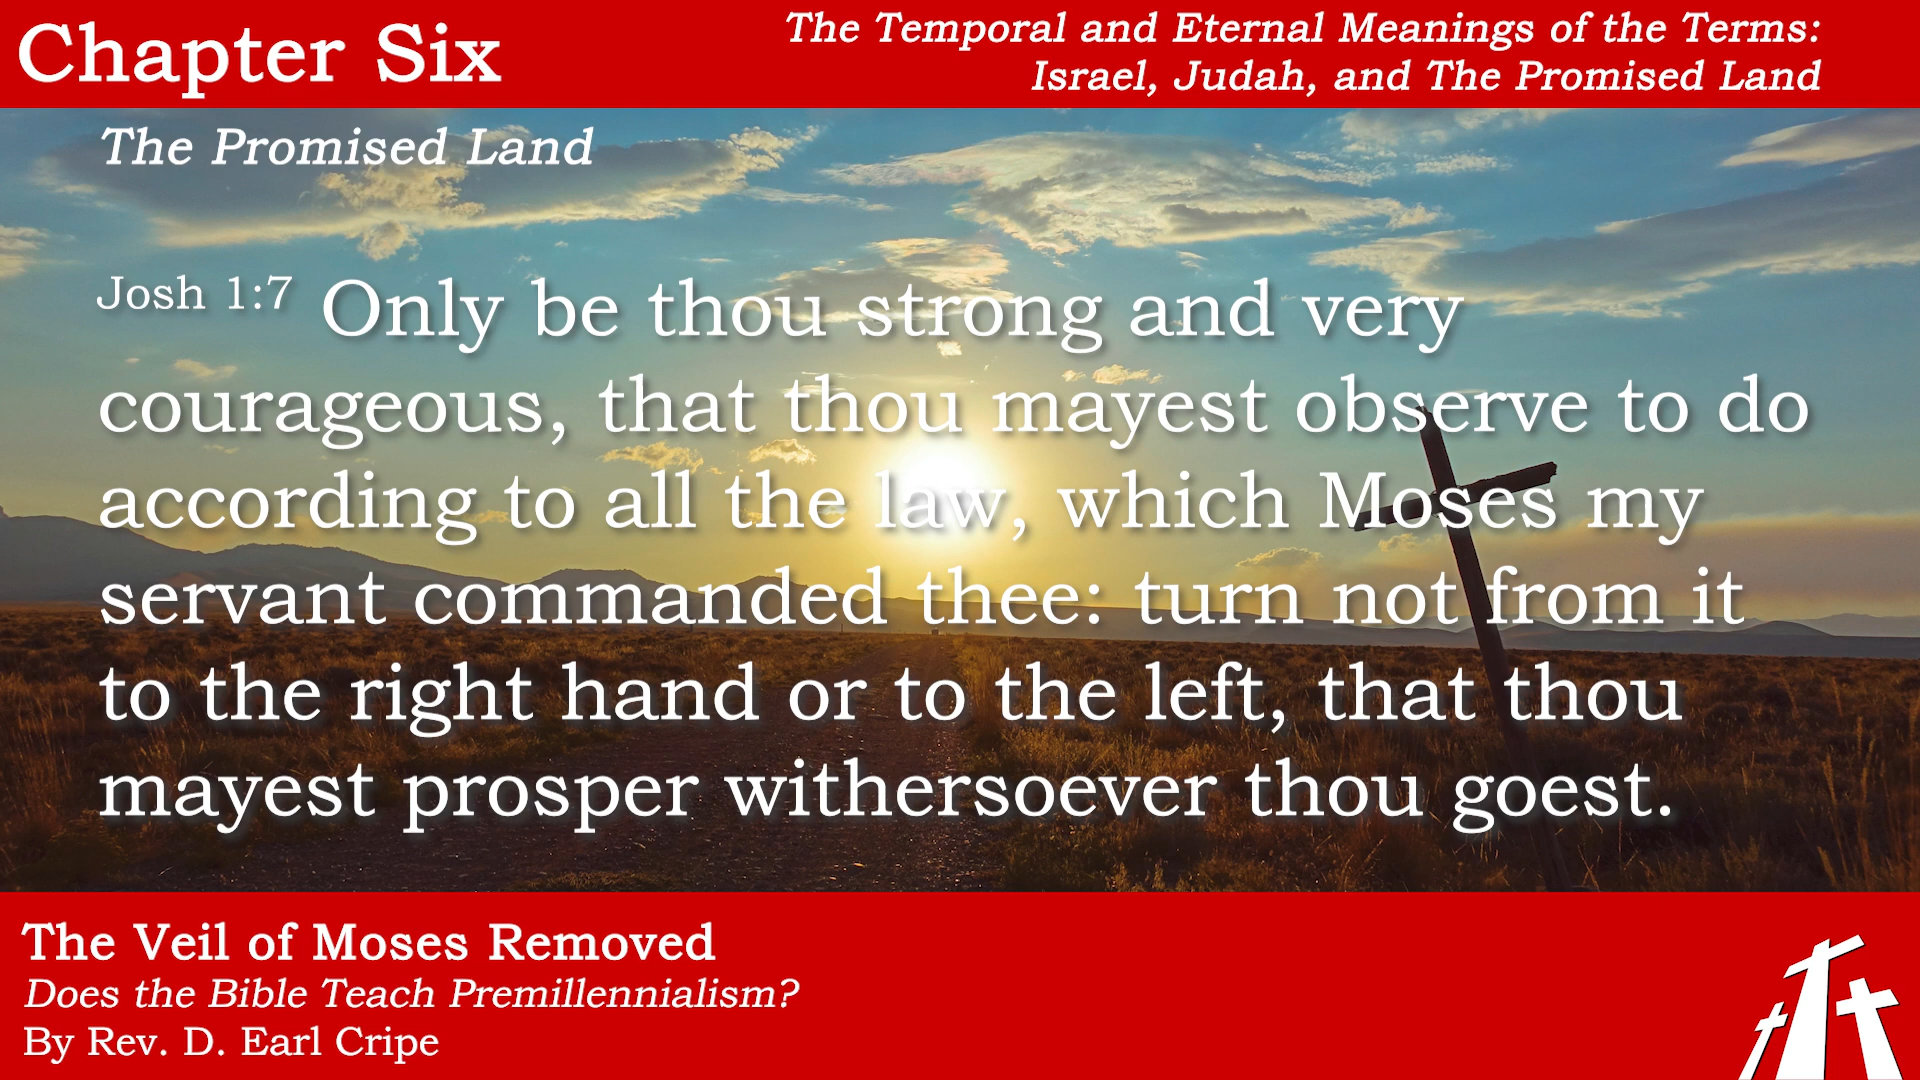 Chapter Six
The Temporal and Eternal Meanings of the Terms:
Israel, Judah, and The Promised Land
The Promised Land
Josh 1:7 Only be thou strong and very
courageous, that thou mayest observe to do
according to all the law, which Moses my
servant commanded thee: turn not from it
to the right hand or to the left, that thou
mayest prosper withersoever thou goest.
The Veil of Moses Removed
Does the Bible Teach Premillennialism?
By Rev. D. Earl Cripe